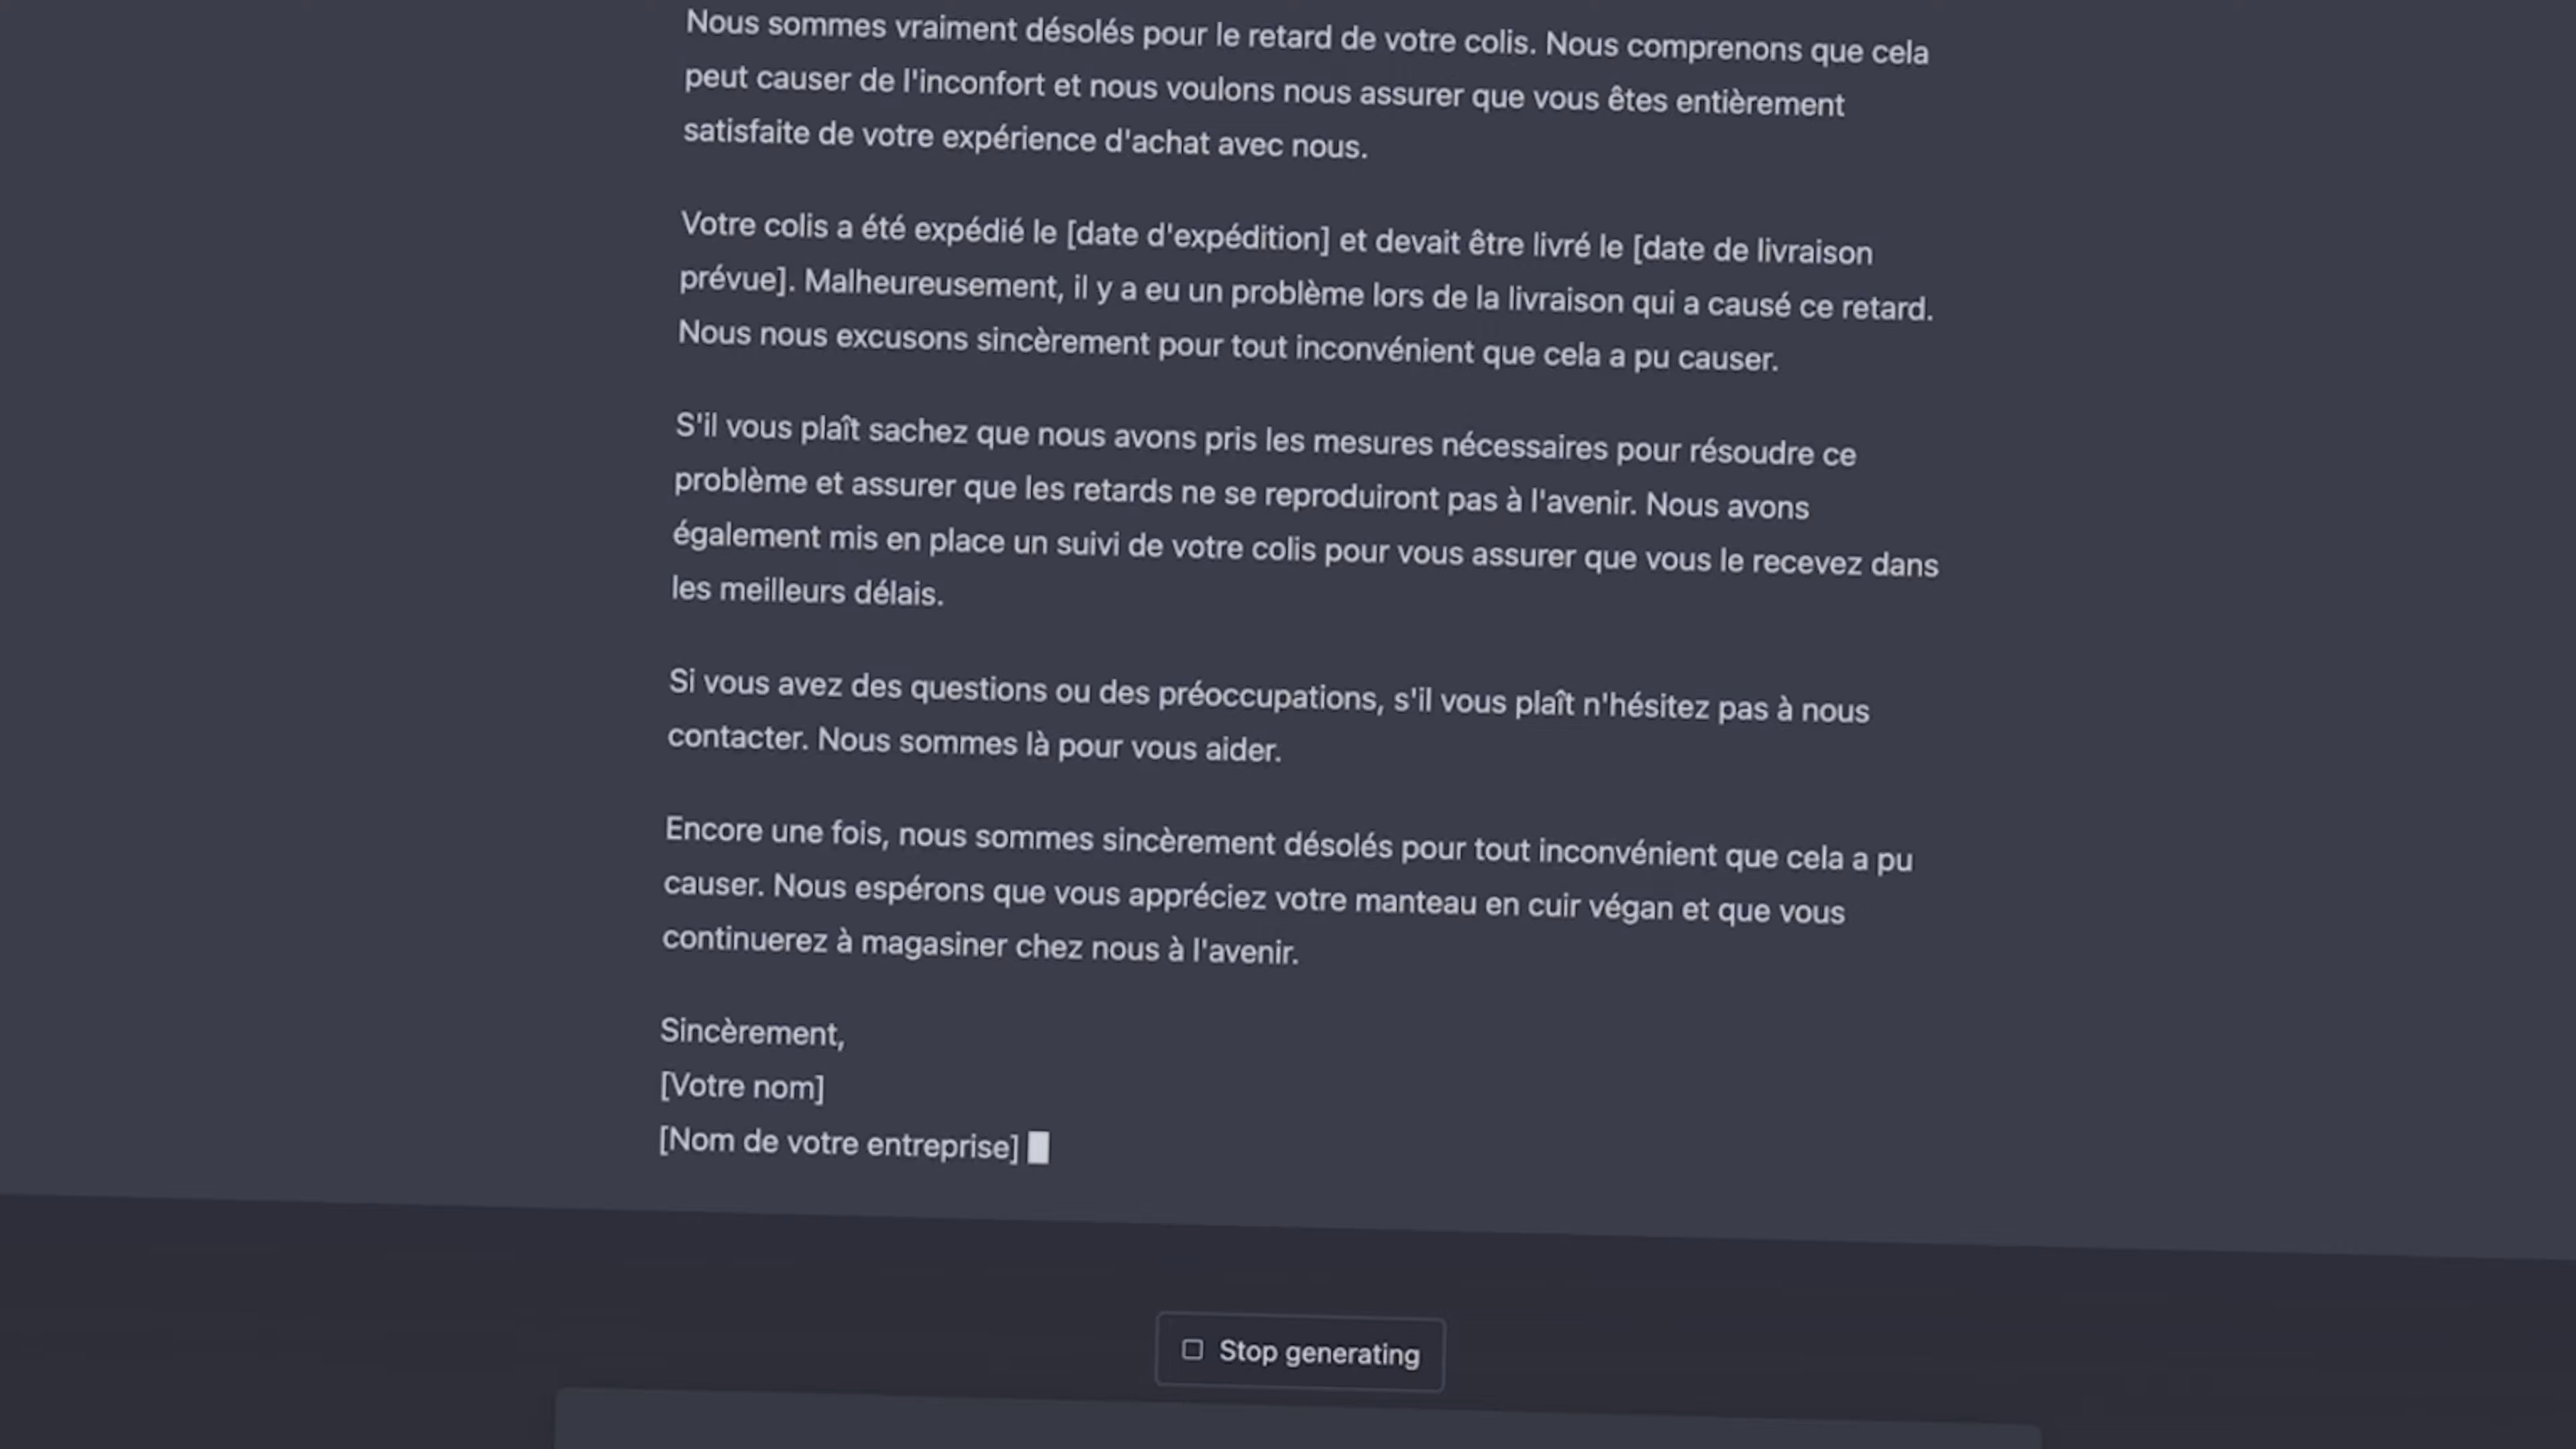 Nous sommes vraiment désolés pour le retard de votre colis. Nous comprenons que cela
peut causer de l'inconfort et nous voulons nous assurer que vous êtes entièrement
satisfaite de votre expérience d'achat avec nous.
Votre colis a été expédié le [date d'expédition] et devait être livré le [date de livraison
prévue]. Malheureusement, il y a eu un problème lors de la livraison qui a causé ce retard.
Nous nous excusons sincèrement pour tout inconvénient que cela a pu causer.
S'il vous plaît sachez que nous avons pris les mesures nécessaires pour résoudre ce
problème et assurer que les retards ne se reproduiront pas à l'avenir. Nous avons
également mis en place un suivi de votre colis pour vous assurer que vous le recevez dans
les meilleurs délais.
Si vous avez des questions ou des préoccupations, s'il vous plaît n'hésitez pas à nous
contacter. Nous sommes là pour vous aider.
Encore une fois, nous sommes sincèrement désolés pour tout inconvénient que cela a pu
causer. Nous espérons que vous appréciez votre manteau en cuir végan et que vous
continuerez à magasiner chez nous à l'avenir.
Sincèrement,
[Votre nom]
[Nom de votre entreprise]
Stop generating